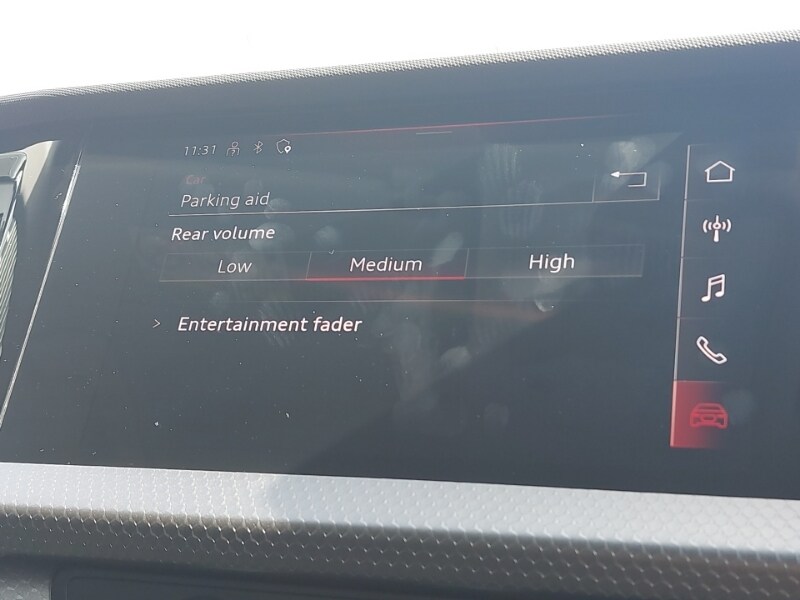 11:31
Car
Parking aid
Rear volume
Low Medium High
> Entertainment fader